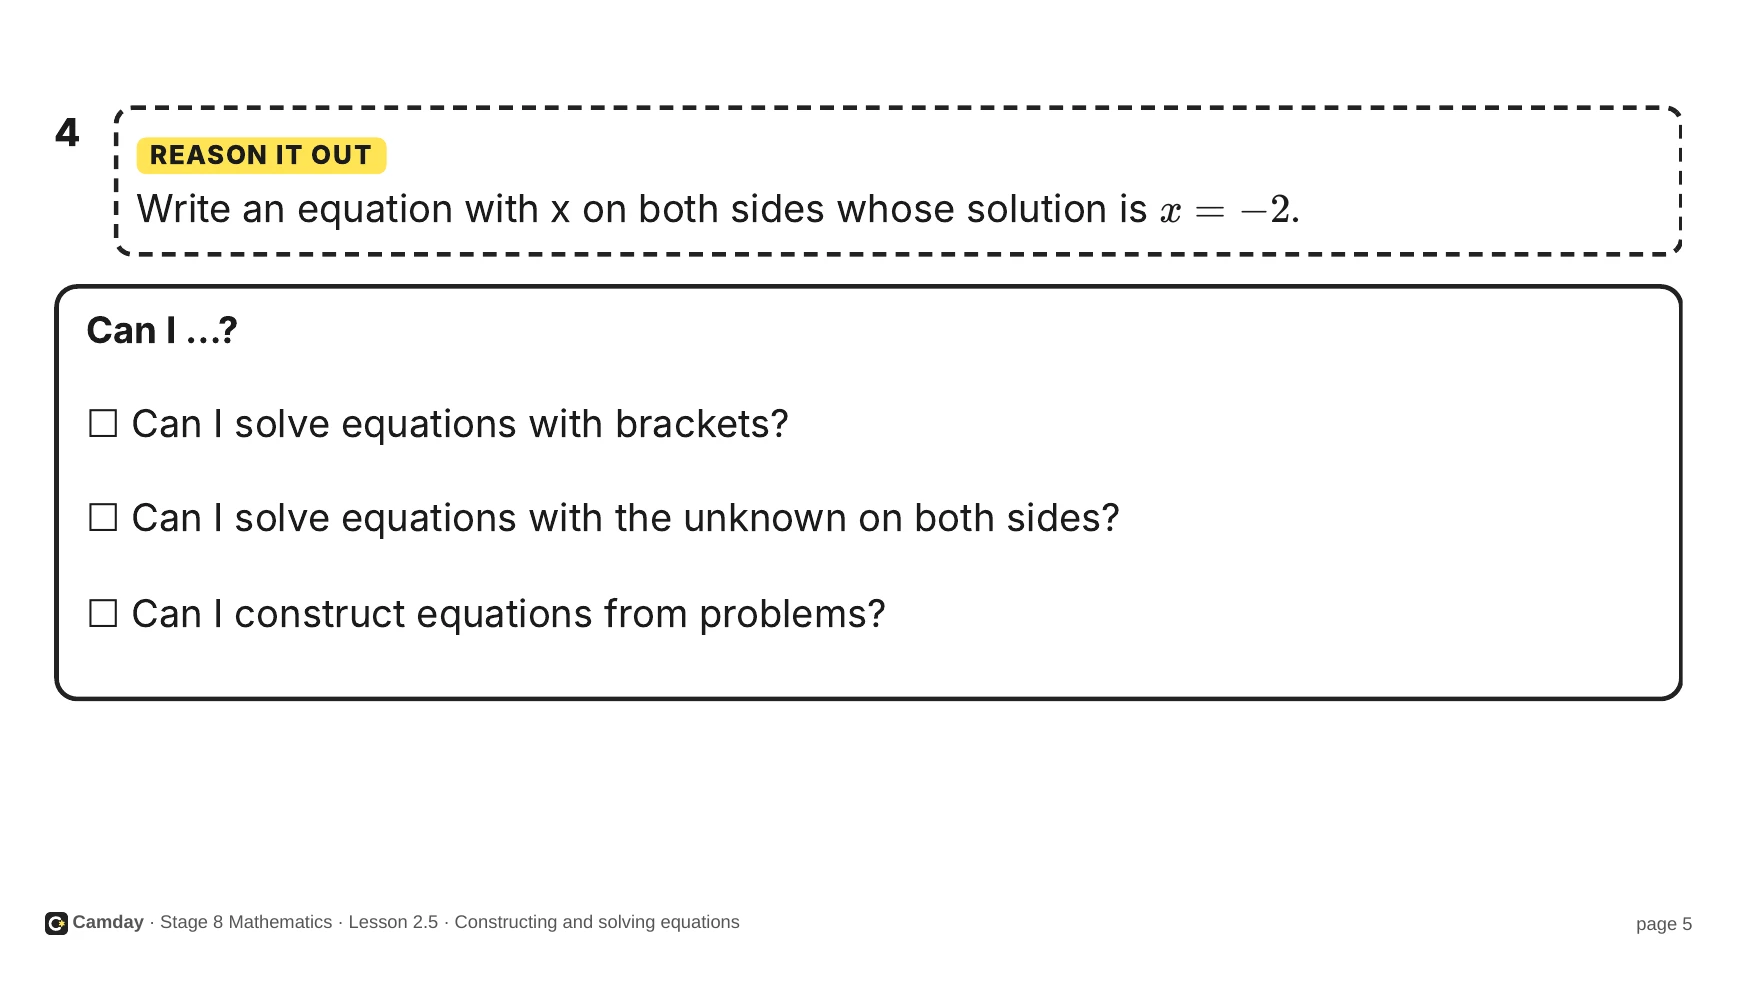 4
REASON IT OUT
Write an equation with x on both sides whose solution is x = −2.
Can I …?
☐ Can I solve equations with brackets?
☐ Can I solve equations with the unknown on both sides?
☐ Can I construct equations from problems?
Camday · Stage 8 Mathematics · Lesson 2.5 · Constructing and solving equations
page 5